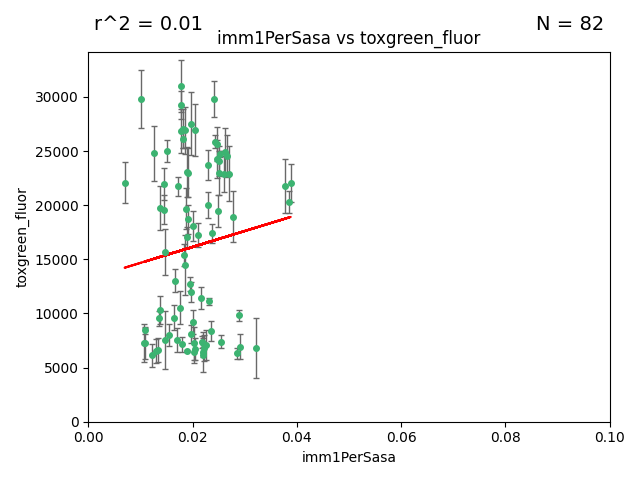 r^2 = 0.01
N = 82
imm1PerSasa vs toxgreen_fluor
30000
25000
20000
15000
10000
5000
0
toxgreen_fluor
0.00
0.02
0.04
0.06
0.08
0.10
imm1PerSasa